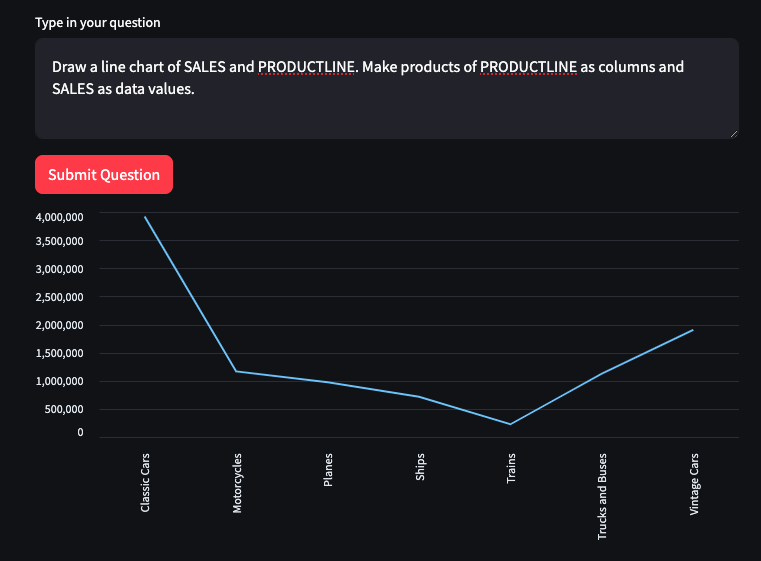 Type in your question
Draw a line chart of SALES and PRODUCTLINE. Make products of PRODUCTLINE as columns and
SALES as data values.
Submit Question
4,000,000
3,500,000
3,000,000
2,500,000
2,000,000
1,500,000
1,000,000
500,000
0
Classic Cars
Motorcycles
Planes
Ships
Trains
Trucks and Buses
Vintage Cars